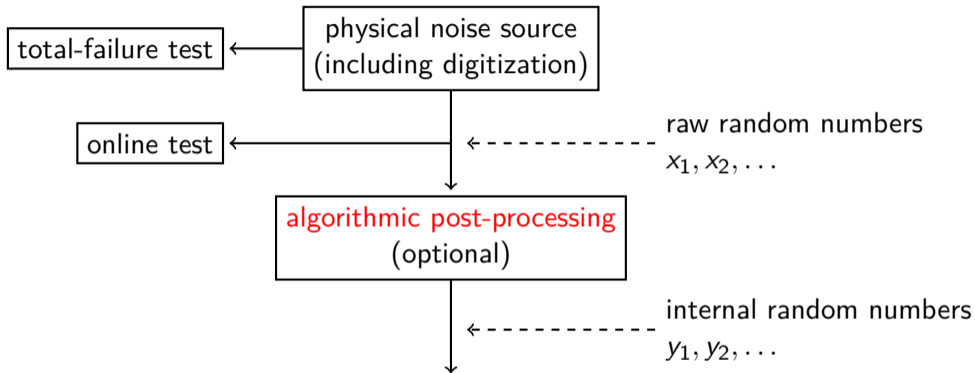 physical noise source
(including digitization)
total-failure test
online test
raw random numbers
x₁, x₂, . . .
algorithmic post-processing
(optional)
internal random numbers
y₁, y₂, . . .